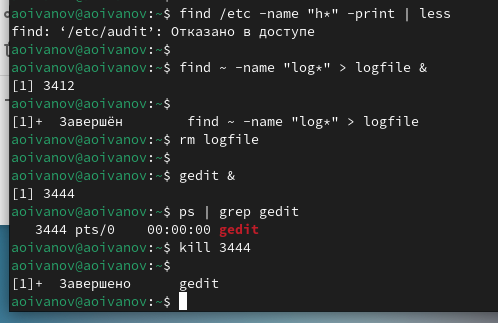 aoivanov@aoivanov:~$ find /etc -name "h*" -print | less
find: ‘/etc/audit’: Отказано в доступе
aoivanov@aoivanov:~$
aoivanov@aoivanov:~$ find ~ -name "log*" > logfile &
[1] 3412
aoivanov@aoivanov:~$
[1]+  Завершён        find ~ -name "log*" > logfile
aoivanov@aoivanov:~$ rm logfile
aoivanov@aoivanov:~$
aoivanov@aoivanov:~$ gedit &
[1] 3444
aoivanov@aoivanov:~$ ps | grep gedit
   3444 pts/0    00:00:00 gedit
aoivanov@aoivanov:~$ kill 3444
aoivanov@aoivanov:~$
[1]+  Завершено      gedit
aoivanov@aoivanov:~$